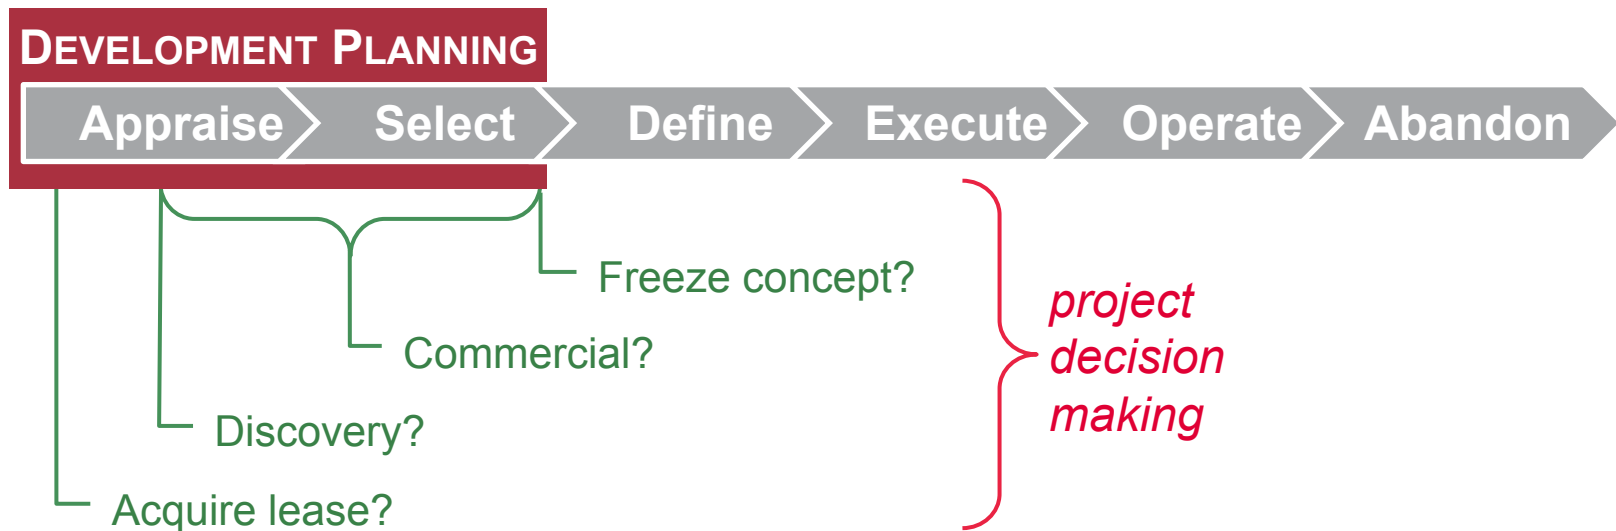 DEVELOPMENT PLANNING
Appraise Select Define Execute Operate Abandon
Freeze concept?
Commercial?
Discovery?
Acquire lease?
project
decision
making